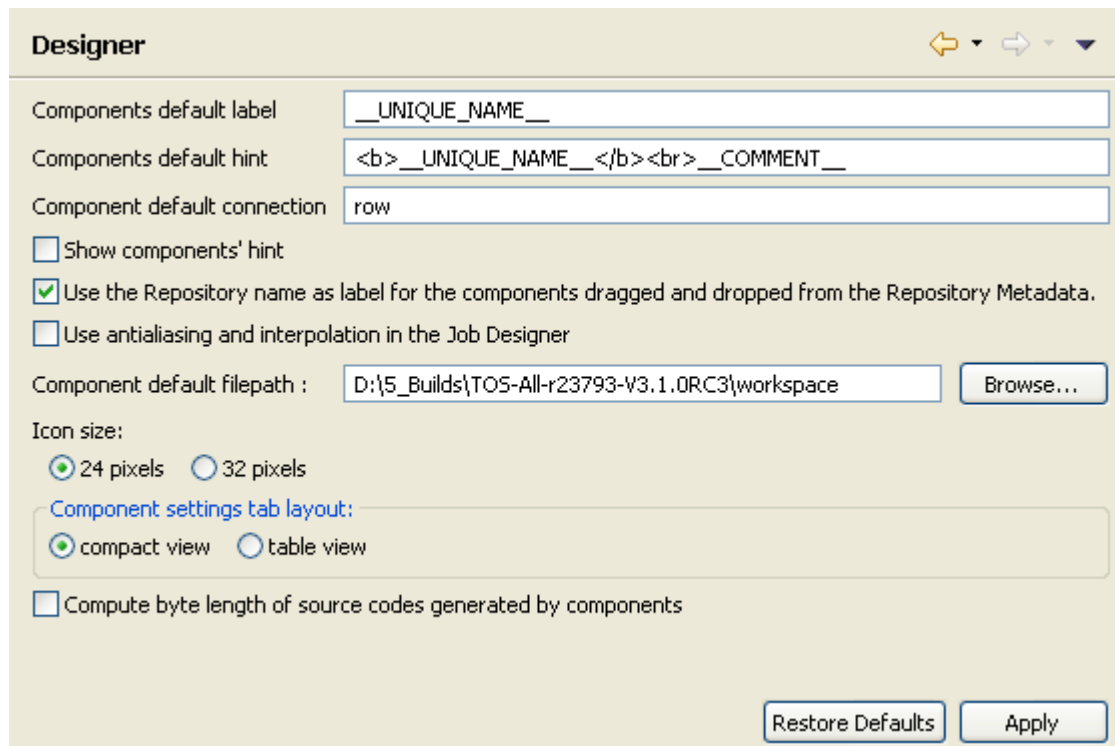 Designer
Components default label __UNIQUE_NAME__
Components default hint <b>__UNIQUE_NAME__</b><br>__COMMENT__
Component default connection row
Show components' hint
Use the Repository name as label for the components dragged and dropped from the Repository Metadata.
Use antialiasing and interpolation in the Job Designer
Component default filepath : D:\5_Builds\TOS-All-r23793-V3.1.0RC3\workspace Browse...
Icon size:
24 pixels 32 pixels
Component settings tab layout:
compact view table view
Compute byte length of source codes generated by components
Restore Defaults Apply